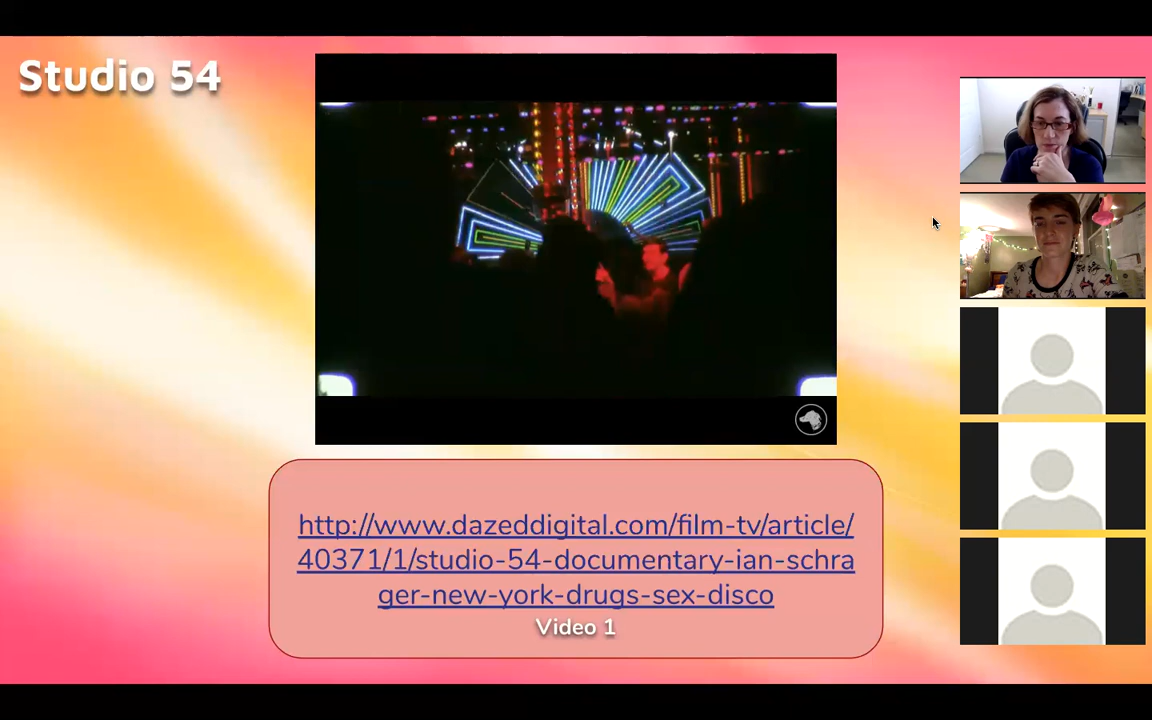 Studio 54
http://www.dazeddigital.com/film-tv/article/
40371/1/studio-54-documentary-ian-schra
ger-new-york-drugs-sex-disco
Video 1